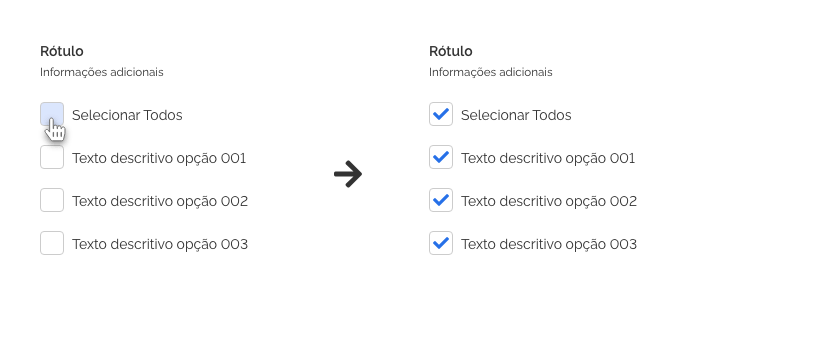 Rótulo
Informações adicionais
Selecionar Todos
Texto descritivo opção 001
Texto descritivo opção 002
Texto descritivo opção 003
Rótulo
Informações adicionais
Selecionar Todos
Texto descritivo opção 001
Texto descritivo opção 002
Texto descritivo opção 003